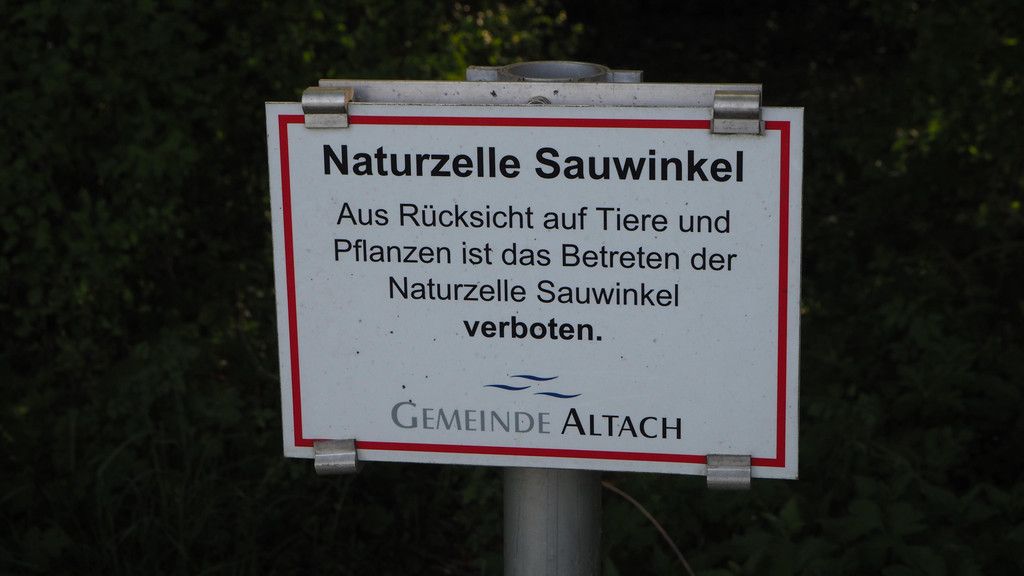 Naturzelle Sauwinkel
Aus Rücksicht auf Tiere und
Pflanzen ist das Betreten der
Naturzelle Sauwinkel
verboten.
GEMEINDE ALTACH